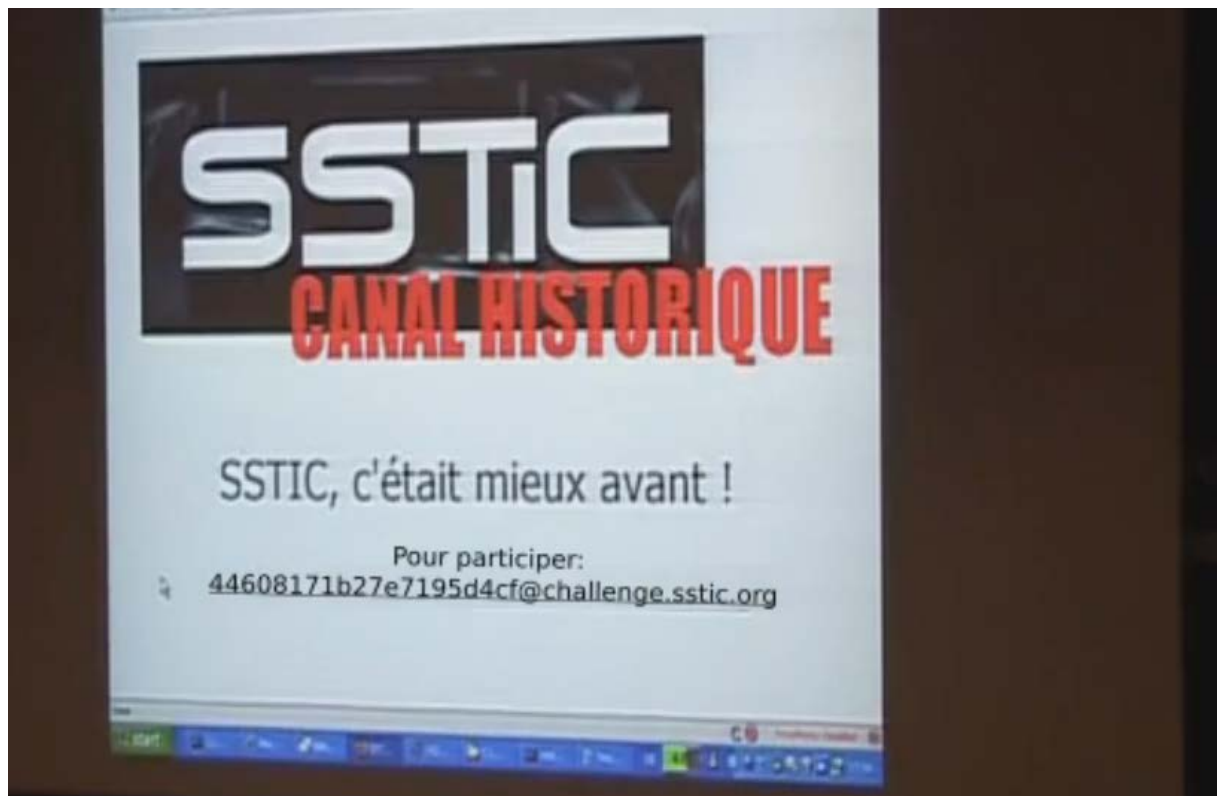 SSTiC
CANAL HISTORIQUE
SSTIC, c'était mieux avant !
Pour participer:
44608171b27e7195d4cf@challenge.sstic.org
start